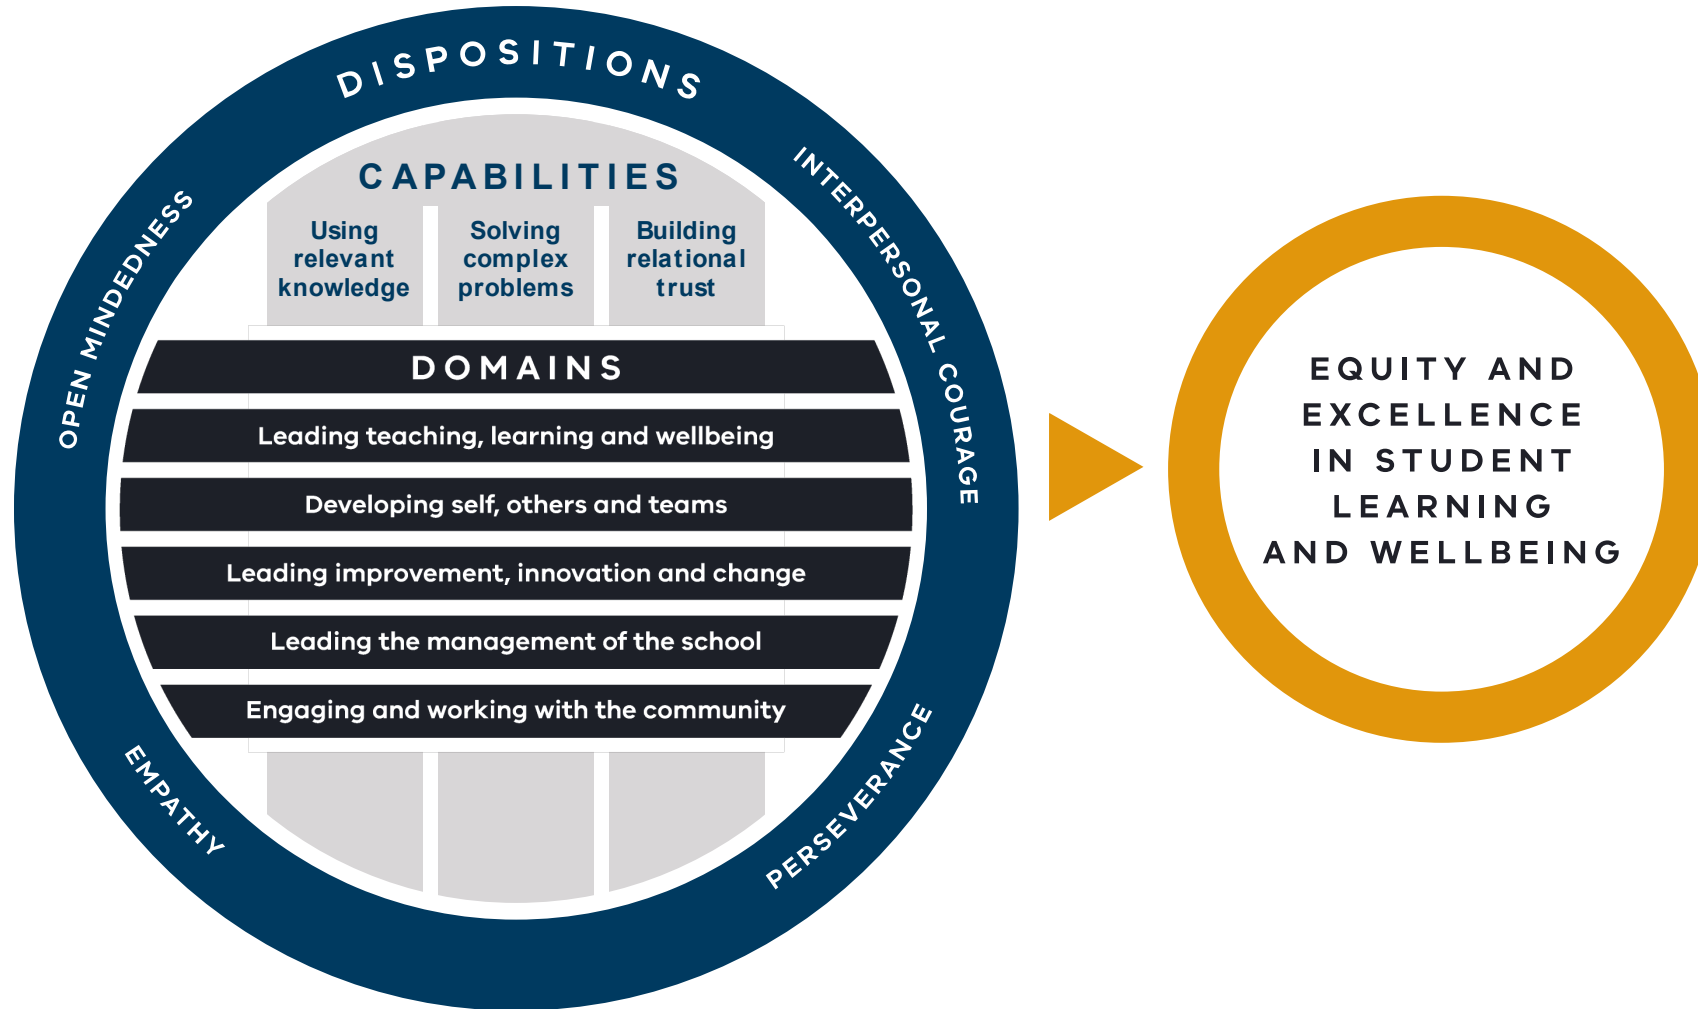 DISPOSITIONS
OPEN MINDEDNESS
INTERPERSONAL COURAGE
EMPATHY
PERSEVERANCE
CAPABILITIES
Using
relevant
knowledge
Solving
complex
problems
Building
relational
trust
DOMAINS
Leading teaching, learning and wellbeing
Developing self, others and teams
Leading improvement, innovation and change
Leading the management of the school
Engaging and working with the community
EQUITY AND
EXCELLENCE
IN STUDENT
LEARNING
AND WELLBEING